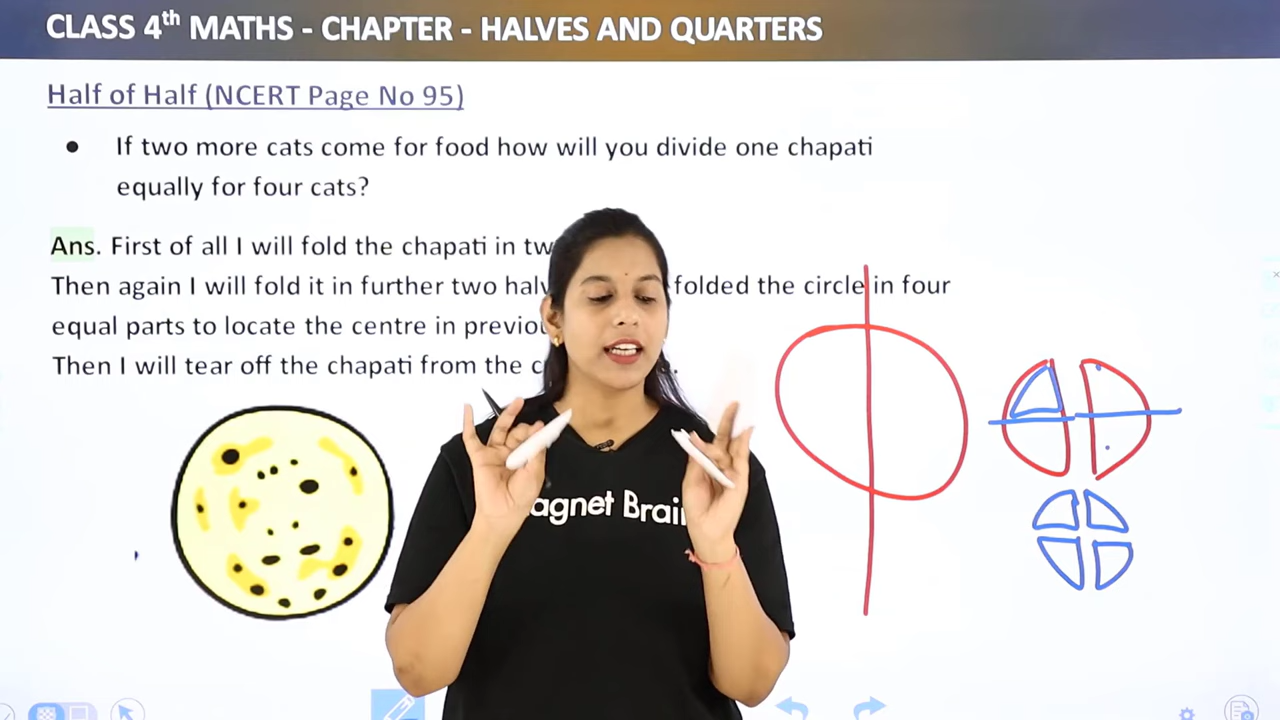 CLASS 4th MATHS - CHAPTER - HALVES AND QUARTERS
Half of Half (NCERT Page No 95)
● If two more cats come for food how will you divide one chapati
equally for four cats?
Ans. First of all I will fold the chapati in
Then again I will fold it in further two folded the circle in four
equal parts to locate the centre in
Then I will tear off the chapati from the
agnet Brai